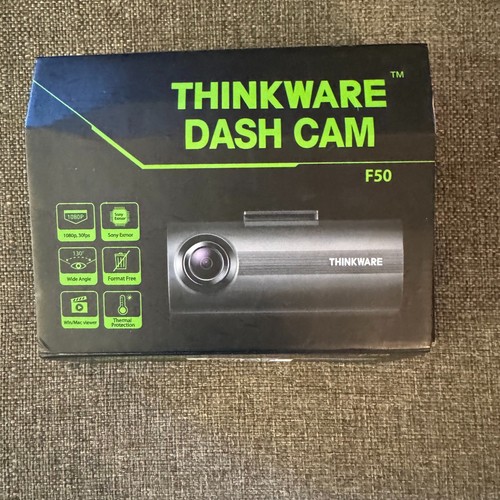 THINKWARE™
DASH CAM
F50
1080P
1080p, 30fps
Sony Exmor
Sony Exmor
130°
Wide Angle
Format Free
Win/Mac viewer
Thermal
Protection
THINKWARE